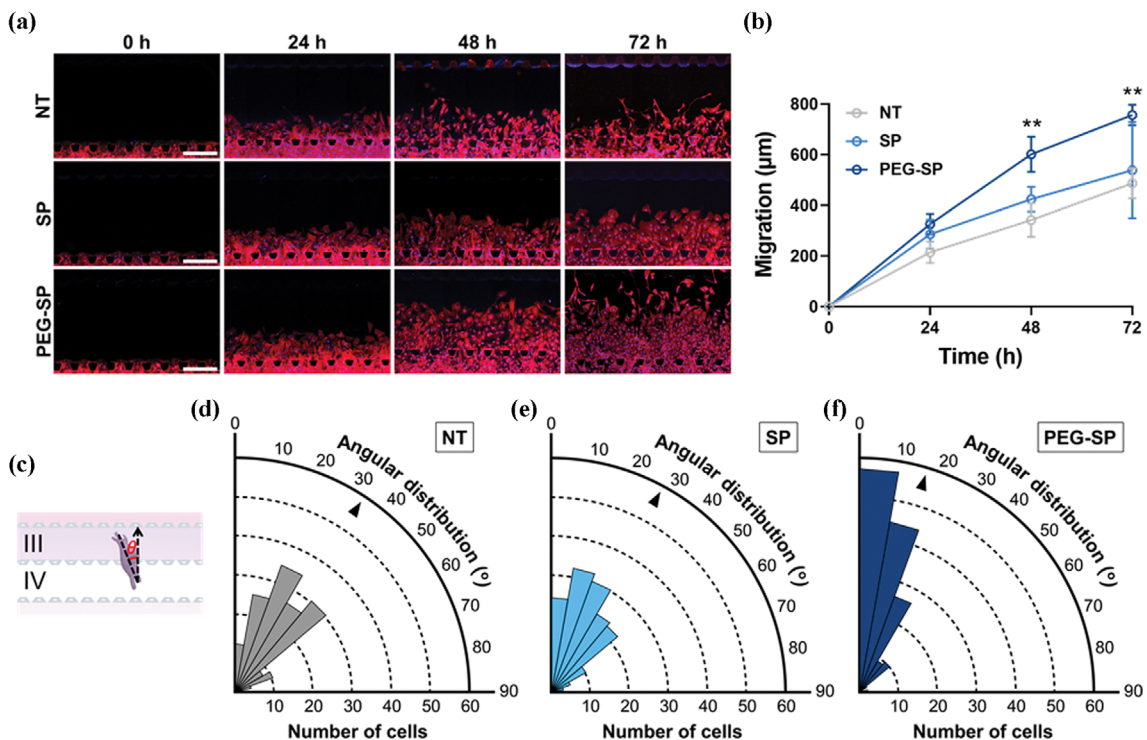 (a)
0 h 24 h 48 h 72 h
NT
SP
PEG-SP
(b)
Migration (μm)
800
600
400
200
0
NT
SP
PEG-SP
**
**
0 24 48 72
Time (h)
(c)
III
IV
θ
(d)
NT
0
10
20
30
40
50
60
70
80
90
Angular distribution (º)
10 20 30 40 50 60
Number of cells
(e)
SP
0
10
20
30
40
50
60
70
80
90
Angular distribution (º)
10 20 30 40 50 60
Number of cells
(f)
PEG-SP
0
10
20
30
40
50
60
70
80
90
Angular distribution (º)
10 20 30 40 50 60
Number of cells